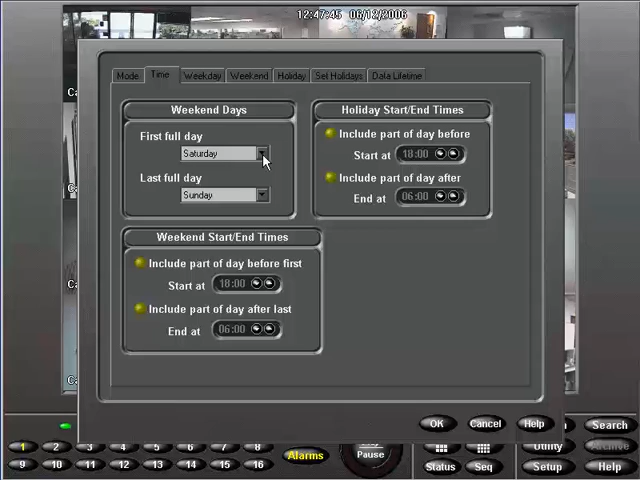 12:47:45 06/12/2006
Mode Time Weekday Weekend Holiday Set Holidays Data Lifetime
Weekend Days
First full day
Saturday
Last full day
Sunday
Holiday Start/End Times
Include part of day before
Start at 18:00
Include part of day after
End at 06:00
Weekend Start/End Times
Include part of day before first
Start at 18:00
Include part of day after last
End at 06:00
OK Cancel Help
Search
1 2 3 4 5 6 7 8
Alarms
Pause
Utility
Archive
9 10 11 12 13 14 15 16
Status Seq Setup Help